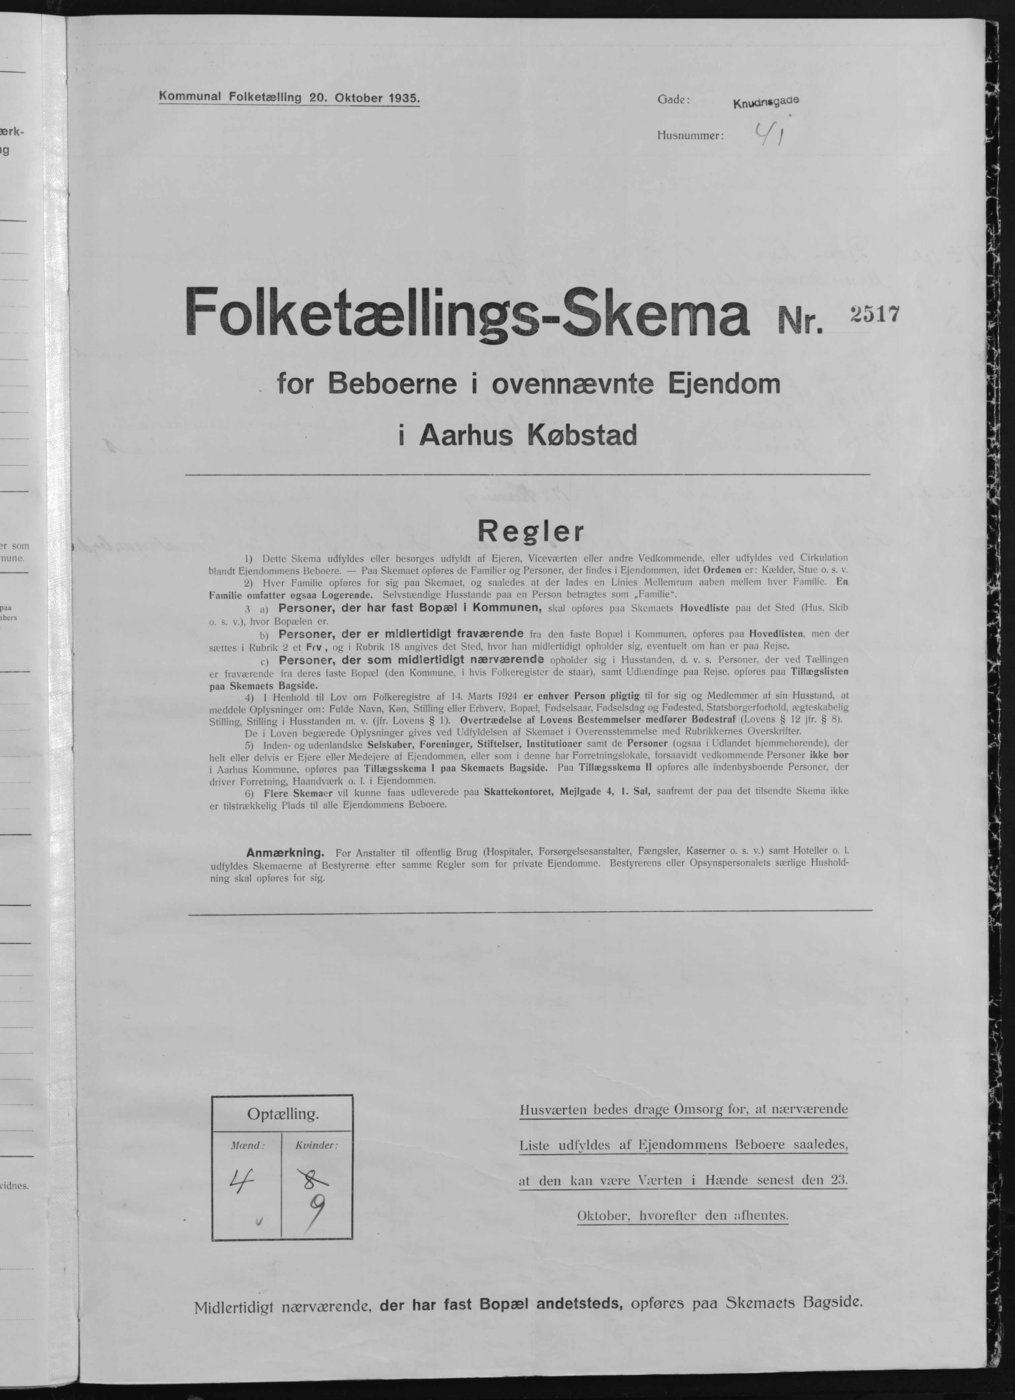 Kommunal Folketælling 20. Oktober 1935.
Gade: Knudrisgade
Husnummer: 41
Folketællings-Skema Nr. 2517
for Beboerne i ovennævnte Ejendom
i Aarhus Købstad
Regler
1) Dette Skema udfyldes eller besørges udfyldt af Ejeren, Viceværten eller andre Vedkommende, eller udfyldes ved Cirkulation
blandt Ejendommens Beboere. — Paa Skemaet opføres de Familier og Personer, der findes i Ejendommen, idet Ordenen er: Kælder, Stue o. s. v.
2) Hver Familie opføres for sig paa Skemaet, og saaledes at der lades en Linies Mellemrum aaben mellem hver Familie. En
Familie omfatter ogsaa Logerende. Selvstændige Husstande paa en Person betragtes som „Familie“.
3 a) Personer, der har fast Bopæl i Kommunen, skal opføres paa Skemaets Hovedliste paa det Sted (Hus, Skib
o. s. v.), hvor Bopælen er.
b) Personer, der er midlertidigt fraværende fra den faste Bopæl i Kommunen, opføres paa Hovedlisten, men der
sættes i Rubrik 2 et Frv, og i Rubrik 18 angives det Sted, hvor han midlertidigt opholder sig, eventuelt om han er paa Rejse.
c) Personer, der som midlertidigt nærværende opholder sig i Husstanden, d. v. s. Personer, der ved Tællingen
er fraværende fra deres faste Bopæl (den Kommune, i hvis Folkeregister de staar), samt Udlændinge paa Rejse, opføres paa Tillægslisten
paa Skemaets Bagside.
4) I Henhold til Lov om Folkeregistre af 14. Marts 1924 er enhver Person pligtig til for sig og Medlemmer af sin Husstand, at
meddele Oplysninger om: Fulde Navn, Køn, Stilling eller Erhverv, Bopæl, Fødselsaar, Fødselsdag og Fødested, Statsborgerforhold, ægteskabelig
Stilling, Stilling i Husstanden m. v. (jfr. Lovens § 1). Overtrædelse af Lovens Bestemmelser medfører Bødestraf (Lovens § 12 jfr. § 8).
De i Loven begærede Oplysninger gives ved Udfyldelsen af Skemaet i Overensstemmelse med Rubrikkernes Overskrifter.
5) Inden- og udenlandske Selskaber, Foreninger, Stiftelser, Institutioner samt de Personer (ogsaa i Udlandet hjemmehørende), der
helt eller delvis er Ejere eller Medejere af Ejendommen, eller som i denne har Forretningslokale, forsaavidt vedkommende Personer ikke bor
i Aarhus Kommune, opføres paa Tillægsskema I paa Skemaets Bagside. Paa Tillægsskema II opføres alle indenbysboende Personer, der
driver Forretning, Haandværk o. l. i Ejendommen.
6) Flere Skemaer vil kunne faas udleverede paa Skattekontoret, Mejlgade 4, 1. Sal, saafremt der paa det tilsendte Skema ikke
er tilstrækkelig Plads til alle Ejendommens Beboere.
Anmærkning. For Anstalter til offentlig Brug (Hospitaler, Forsørgelsesanstalter, Fængsler, Kaserner o. s. v.) samt Hoteller o. l.
udfyldes Skemaerne af Bestyrerne efter samme Regler som for private Ejendomme. Bestyrerens eller Opsynspersonalets særlige Hushold-
ning skal opføres for sig.
Optælling.
Mænd: Kvinder:
4 8
9
Husværten bedes drage Omsorg for, at nærværende
Liste udfyldes af Ejendommens Beboere saaledes,
at den kan være Værten i Hænde senest den 23.
Oktober, hvorefter den afhentes.
Midlertidigt nærværende, der har fast Bopæl andetsteds, opføres paa Skemaets Bagside.